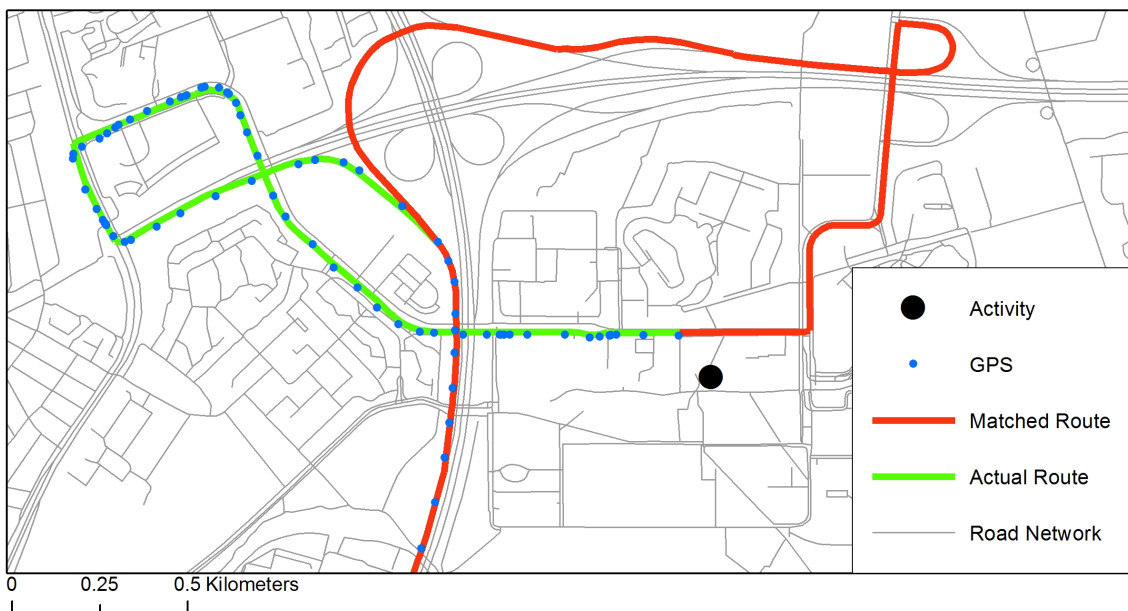 Activity
GPS
Matched Route
Actual Route
Road Network
0 0.25 0.5 Kilometers